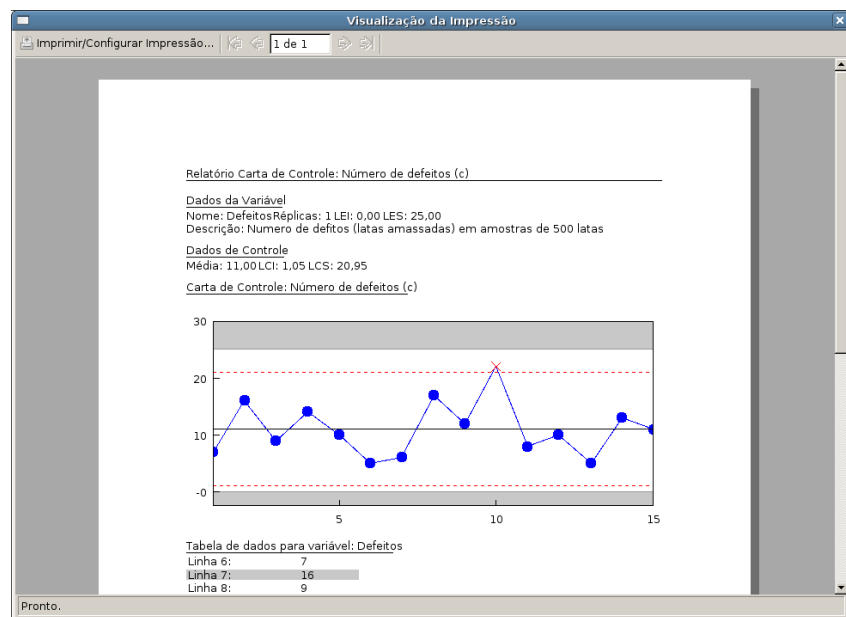 Visualização da Impressão
Imprimir/Configurar Impressão... 1 de 1
Relatório Carta de Controle: Número de defeitos (c)
Dados da Variável
Nome: Defeitos Réplicas: 1 LEI: 0,00 LES: 25,00
Descrição: Numero de defitos (latas amassadas) em amostras de 500 latas
Dados de Controle
Média: 11,00 LCI: 1,05 LCS: 20,95
Carta de Controle: Número de defeitos (c)
30
20
10
-0
5 10 15
Tabela de dados para variável: Defeitos
Linha 6: 7
Linha 7: 16
Linha 8: 9
Pronto.